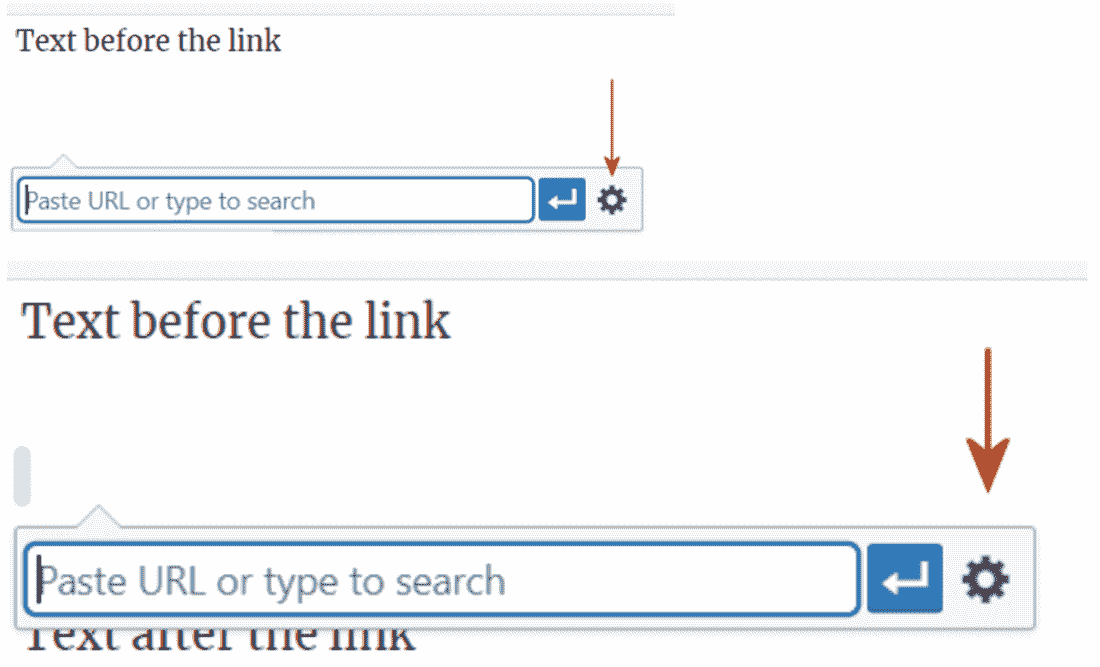 Text before the link
Paste URL or type to search
Text before the link
Paste URL or type to search
Text after the link